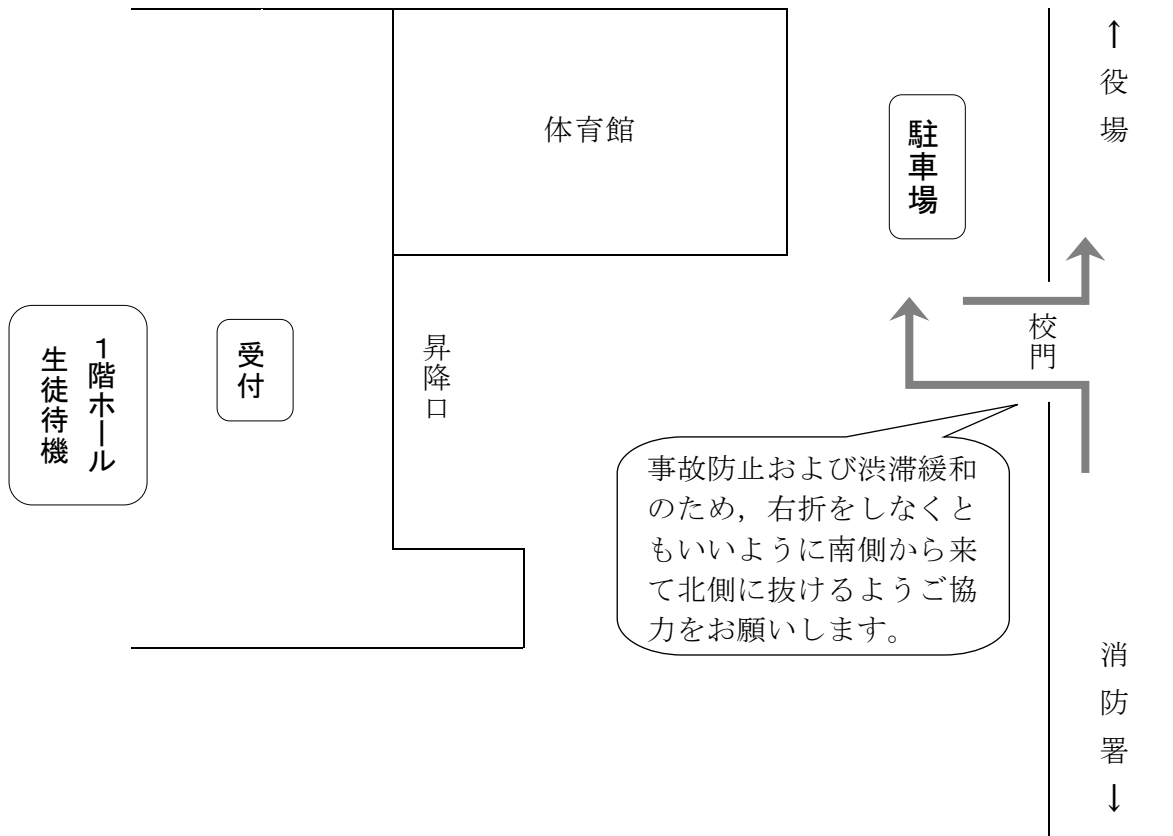 ↑役場
体育館
駐車場
校門
昇降口
受付
1階ホール
生徒待機
事故防止および渋滞緩和
のため，右折をしなくと
もいいように南側から来
て北側に抜けるようご協
力をお願いします。
消防署↓